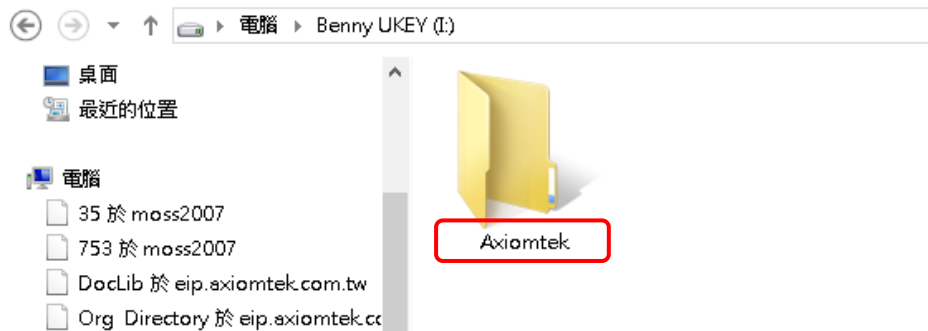 電腦 Benny UKEY (I:)
桌面
最近的位置
電腦
35 於 moss2007
753 於 moss2007
DocLib 於 eip.axiomtek.com.tw
Org Directory 於 eip.axiomtek.cc
Axiomtek